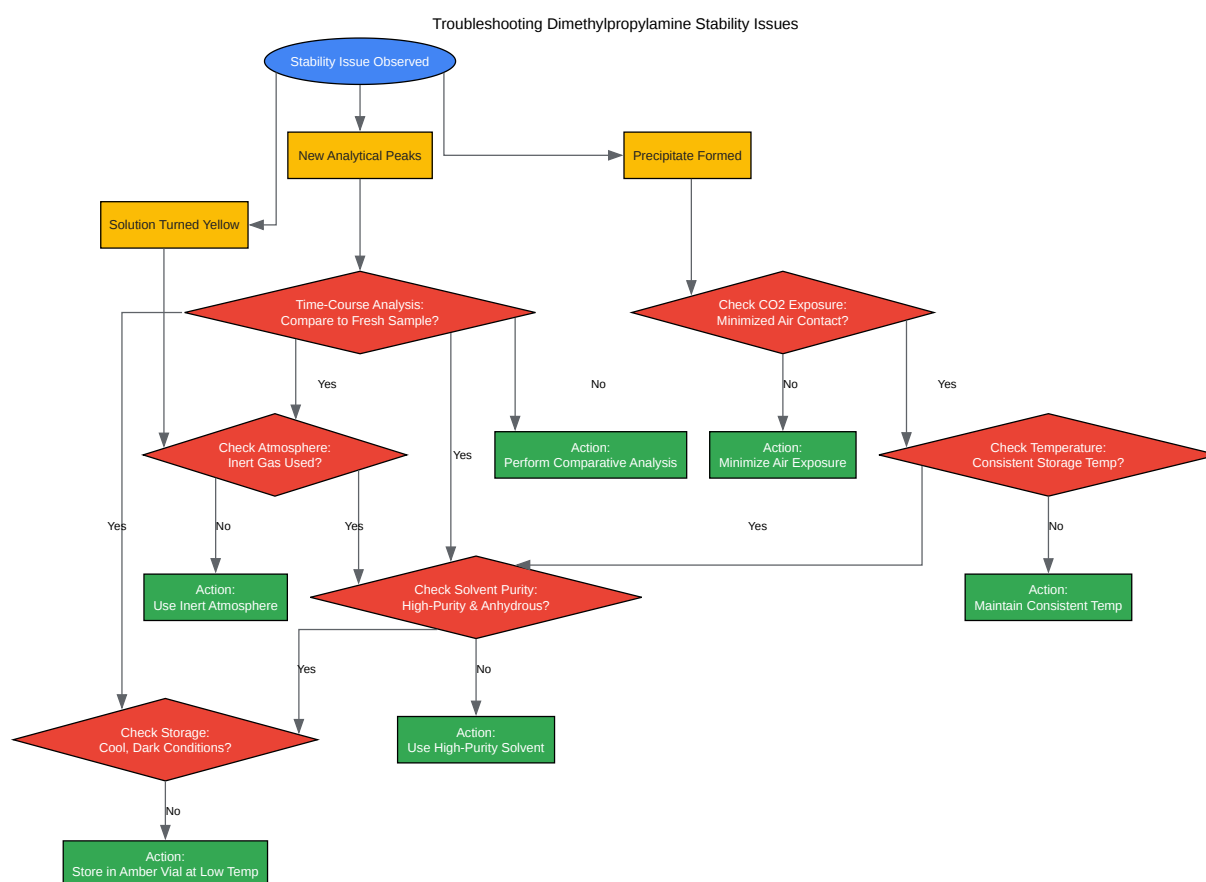 Troubleshooting Dimethylpropylamine Stability Issues
Stability Issue Observed
New Analytical Peaks
Precipitate Formed
Solution Turned Yellow
Time-Course Analysis:
Compare to Fresh Sample?
Check CO2 Exposure:
Minimized Air Contact?
Yes
No
No
Yes
Check Atmosphere:
Inert Gas Used?
Yes
Action:
Perform Comparative Analysis
Action:
Minimize Air Exposure
Check Temperature:
Consistent Storage Temp?
Yes
No
Yes
Yes
No
Action:
Use Inert Atmosphere
Check Solvent Purity:
High-Purity & Anhydrous?
Action:
Maintain Consistent Temp
Yes
No
Check Storage:
Cool, Dark Conditions?
Action:
Use High-Purity Solvent
No
Action:
Store in Amber Vial at Low Temp